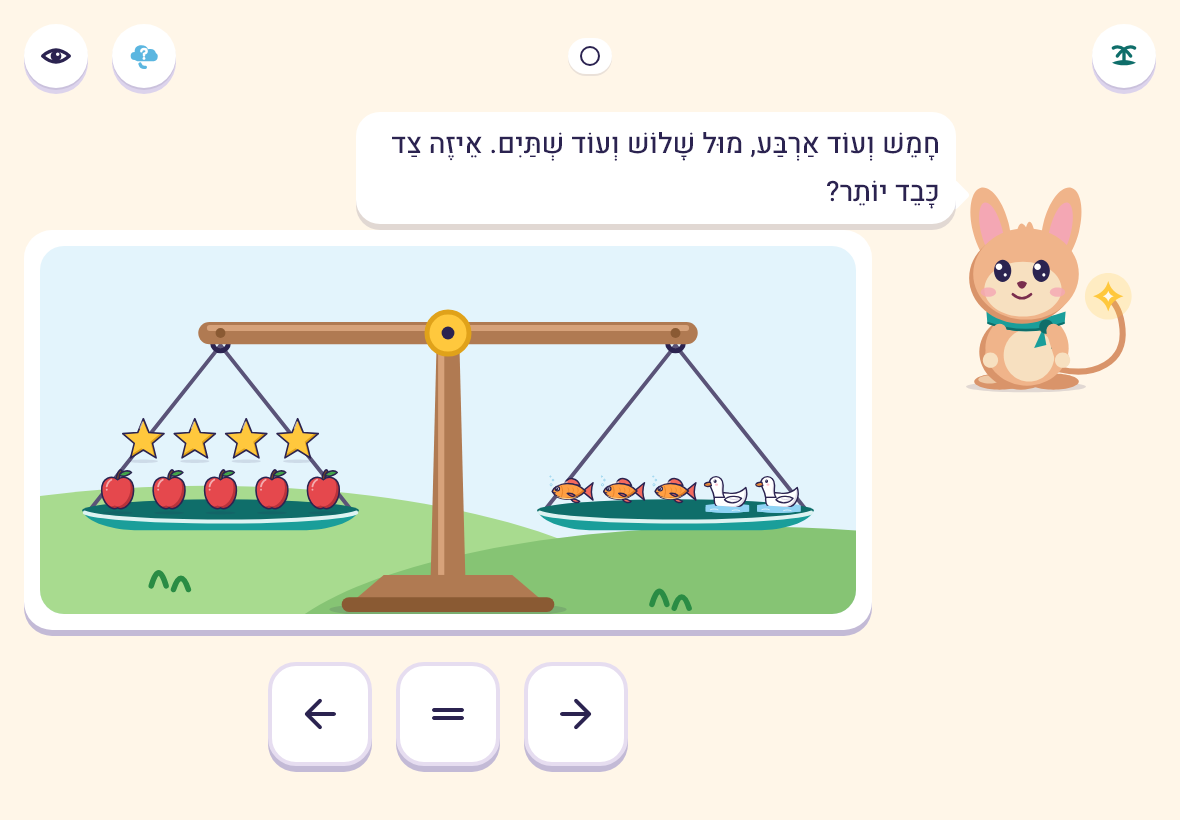 חָמֵשׁ וְעוֹד אַרְבַּע, מוּל שָׁלוֹשׁ וְעוֹד שְׁתַּיִם. אֵיזֶה צַד
כָּבֵד יוֹתֵר?
?
=